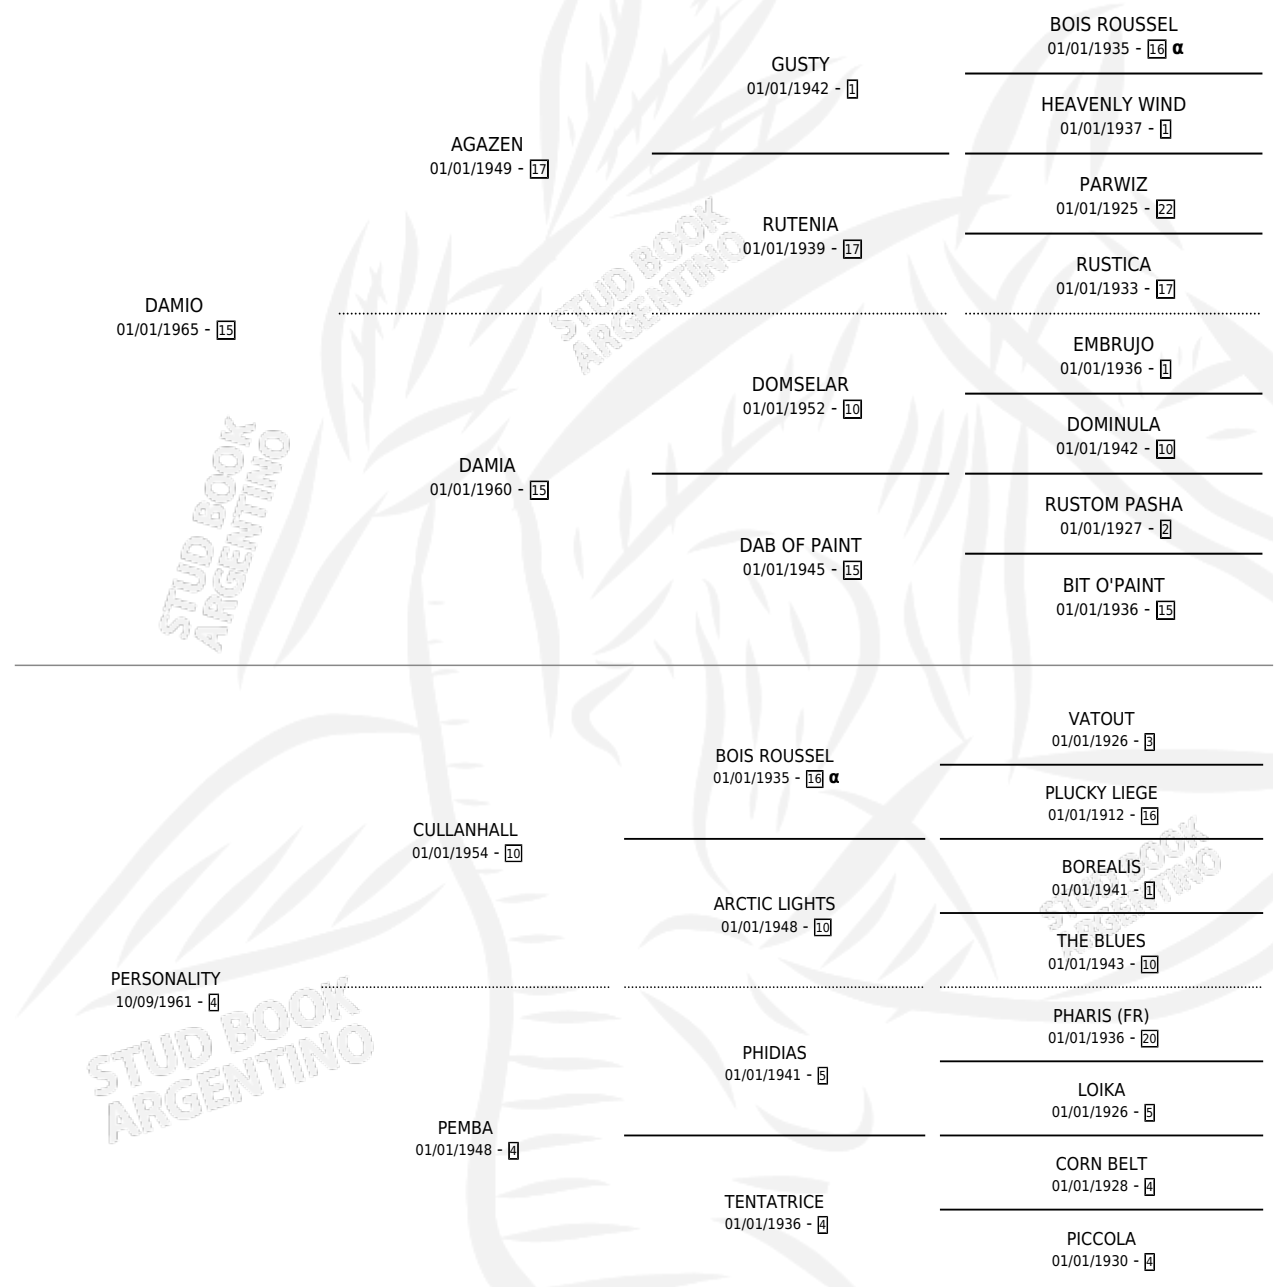 BOIS ROUSSEL
01/01/1935 - 16 α
GUSTY
01/01/1942 - 1
HEAVENLY WIND
01/01/1937 - 1
AGAZEN
01/01/1949 - 17
PARWIZ
01/01/1925 - 22
RUTENIA
01/01/1939 - 17
RUSTICA
01/01/1933 - 17
DAMIO
01/01/1965 - 15
EMBRUJO
01/01/1936 - 1
DOMSELAR
01/01/1952 - 10
DOMINULA
01/01/1942 - 10
DAMIA
01/01/1960 - 15
RUSTOM PASHA
01/01/1927 - 2
DAB OF PAINT
01/01/1945 - 15
BIT O'PAINT
01/01/1936 - 15
VATOUT
01/01/1926 - 3
BOIS ROUSSEL
01/01/1935 - 16 α
PLUCKY LIEGE
01/01/1912 - 16
CULLANHALL
01/01/1954 - 10
BOREALIS
01/01/1941 - 1
ARCTIC LIGHTS
01/01/1948 - 10
THE BLUES
01/01/1943 - 10
PERSONALITY
10/09/1961 - 4
PHARIS (FR)
01/01/1936 - 20
PHIDIAS
01/01/1941 - 5
LOIKA
01/01/1926 - 5
PEMBA
01/01/1948 - 4
CORN BELT
01/01/1928 - 4
TENTATRICE
01/01/1936 - 4
PICCOLA
01/01/1930 - 4
STUD BOOK
ARGENTINO
STUD BOOK
ARGENTINO
STUD BOOK
ARGENTINO
STUD BOOK
ARGENTINO